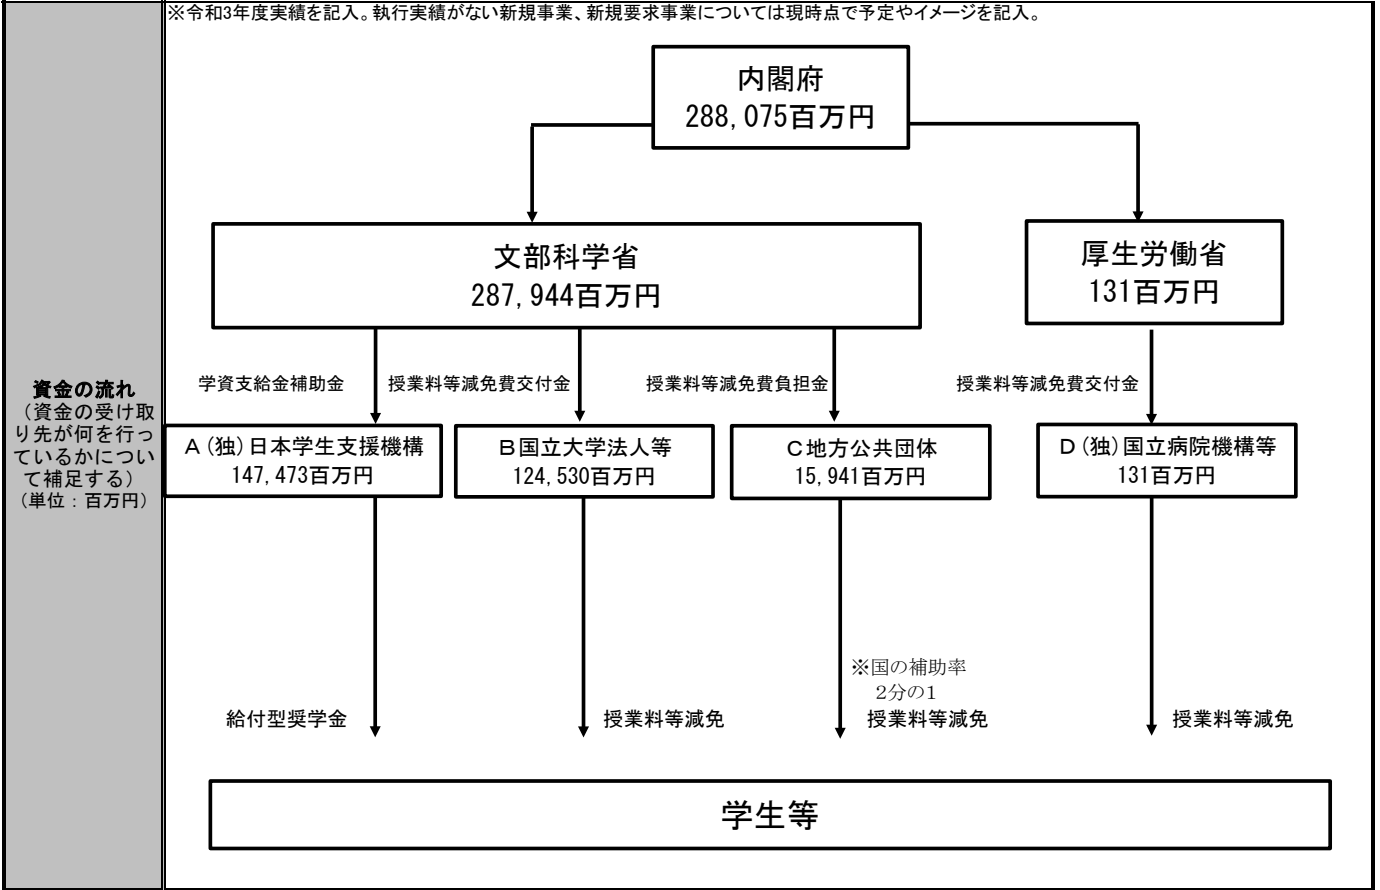 ※令和3年度実績を記入。執行実績がない新規事業、新規要求事業については現時点で予定やイメージを記入。
資金の流れ
（資金の受け取
り先が何を行っ
ているかについ
て補足する）
（単位：百万円）
内閣府
288,075百万円
文部科学省
287,944百万円
厚生労働省
131百万円
学資支給金補助金
授業料等減免費交付金
授業料等減免費負担金
授業料等減免費交付金
A（独）日本学生支援機構
147,473百万円
B国立大学法人等
124,530百万円
C地方公共団体
15,941百万円
D（独）国立病院機構等
131百万円
※国の補助率
2分の1
給付型奨学金
授業料等減免
授業料等減免
授業料等減免
学生等